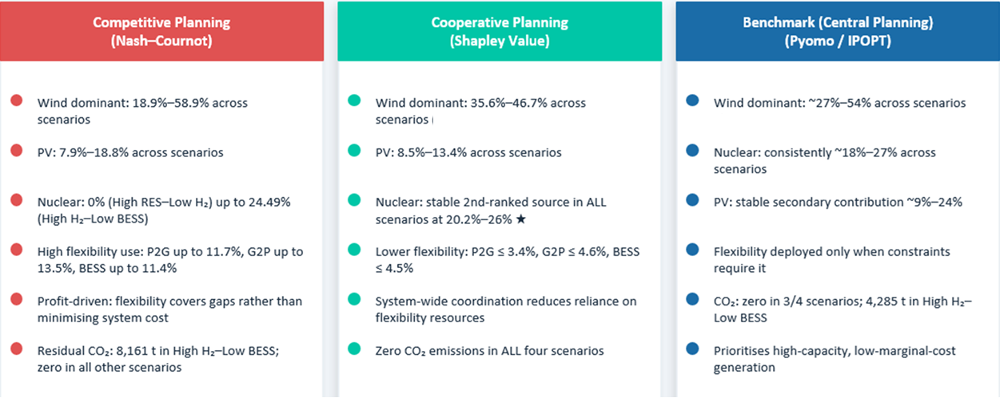 Competitive Planning
(Nash–Cournot)
Wind dominant: 18.9%–58.9% across
scenarios
PV: 7.9%–18.8% across scenarios
Nuclear: 0% (High RES–Low H₂) up to 24.49%
(High H₂–Low BESS)
High flexibility use: P2G up to 11.7%, G2P up to
13.5%, BESS up to 11.4%
Profit-driven: flexibility covers gaps rather than
minimising system cost
Residual CO₂: 8,161 t in High H₂–Low BESS;
zero in all other scenarios
Cooperative Planning
(Shapley Value)
Wind dominant: 35.6%–46.7% across
scenarios (
PV: 8.5%–13.4% across scenarios
Nuclear: stable 2nd-ranked source in ALL
scenarios at 20.2%–26% ★
Lower flexibility: P2G ≤ 3.4%, G2P ≤ 4.6%, BESS
≤ 4.5%
System-wide coordination reduces reliance on
flexibility resources
Zero CO₂ emissions in ALL four scenarios
Benchmark (Central Planning)
(Pyomo / IPOPT)
Wind dominant: ~27%–54% across scenarios
Nuclear: consistently ~18%–27% across
scenarios
PV: stable secondary contribution ~9%–24%
Flexibility deployed only when constraints
require it
CO₂: zero in 3/4 scenarios; 4,285 t in High H₂–
Low BESS
Prioritises high-capacity, low-marginal-cost
generation